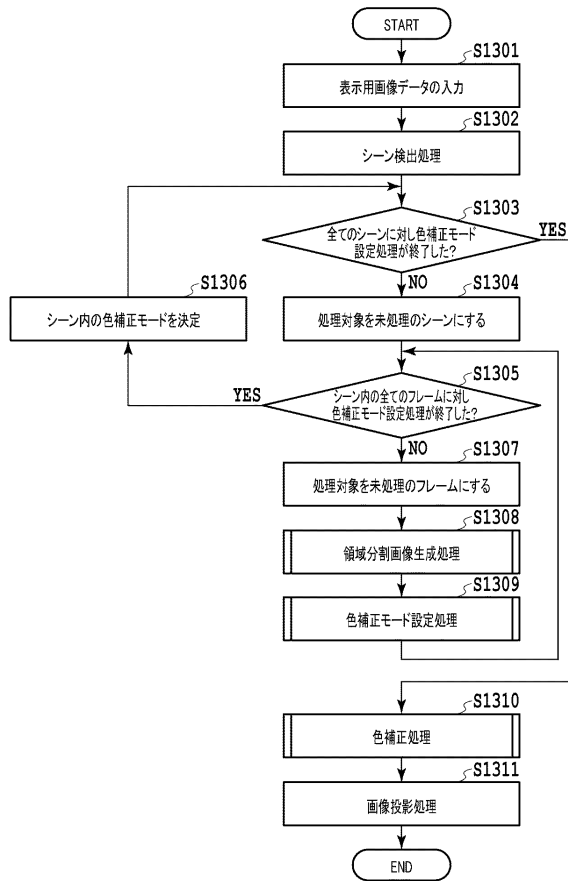 START
S1301
表示用画像データの入力
S1302
シーン検出処理
S1303
全てのシーンに対し色補正モード
設定処理が終了した?
YES
NO
S1304
処理対象を未処理のシーンにする
S1306
シーン内の色補正モードを決定
S1305
シーン内の全てのフレームに対し
色補正モード設定処理が終了した?
YES
NO
S1307
処理対象を未処理のフレームにする
S1308
領域分割画像生成処理
S1309
色補正モード設定処理
S1310
色補正処理
S1311
画像投影処理
END